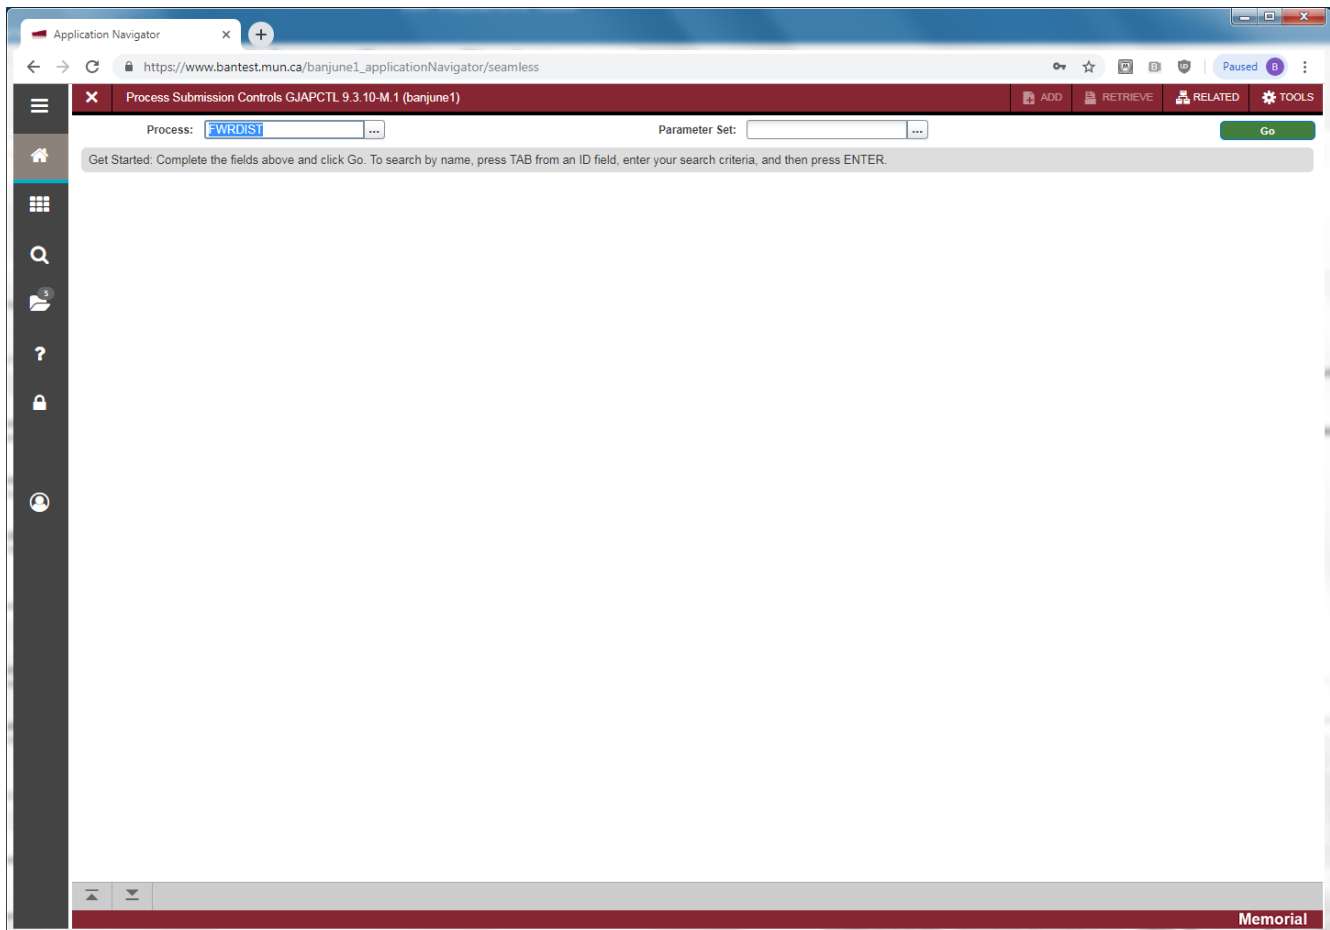 Application Navigator
https://www.bantest.mun.ca/banjune1_applicationNavigator/seamless
Paused B
Process Submission Controls GJAPCTL 9.3.10-M.1 (banjune1)
ADD RETRIEVE RELATED TOOLS
Process: FWRDIST ... Parameter Set: ... Go
Get Started: Complete the fields above and click Go. To search by name, press TAB from an ID field, enter your search criteria, and then press ENTER.
5
?
Memorial